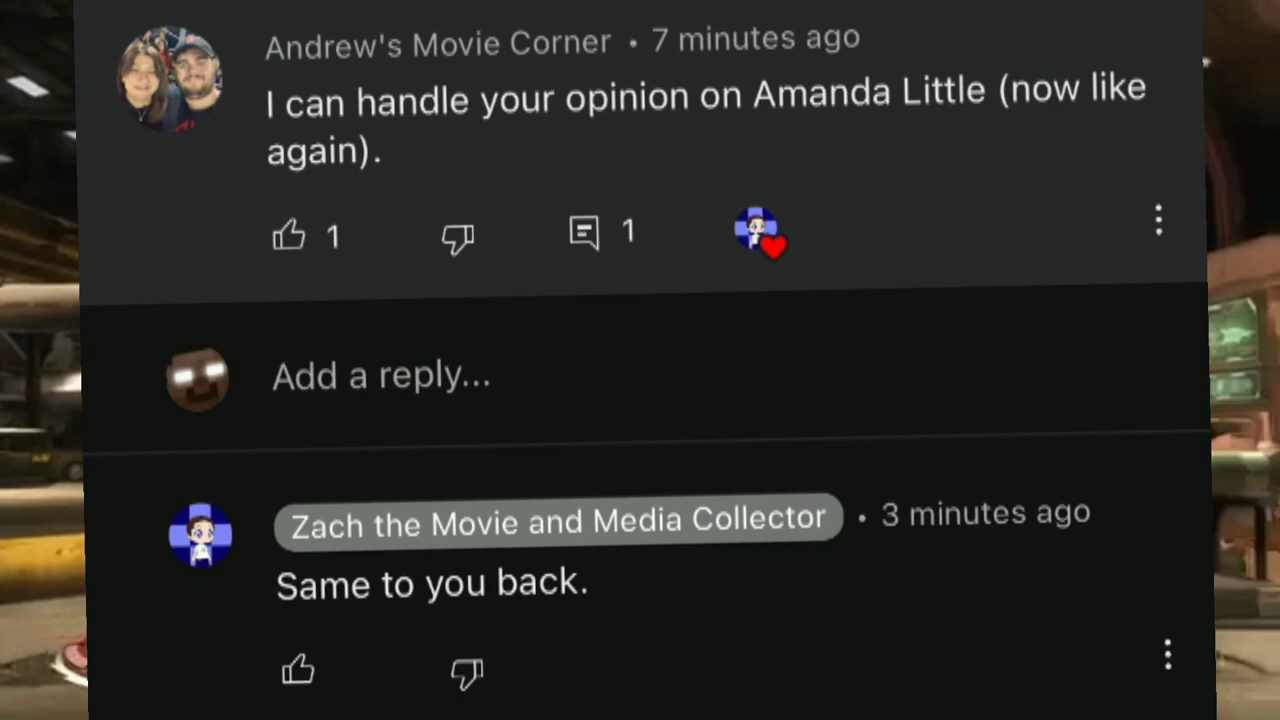 Andrew's Movie Corner • 7 minutes ago
I can handle your opinion on Amanda Little (now like
again).
1
1
Add a reply...
Zach the Movie and Media Collector • 3 minutes ago
Same to you back.